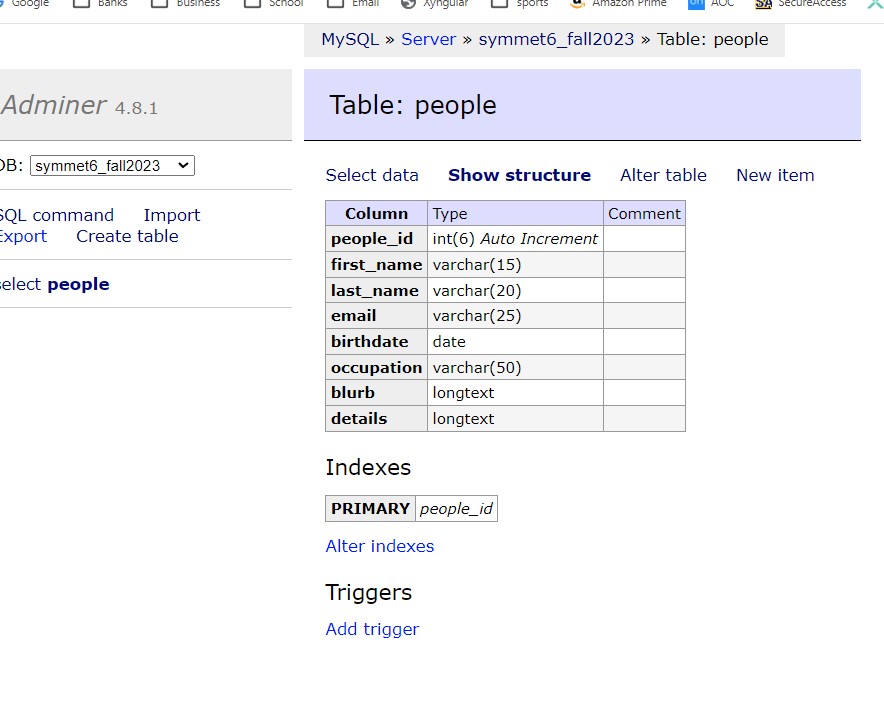 Google Banks Business School Email Xyngular sports Amazon Prime AOC SA SecureAccess
MySQL » Server » symmet6_fall2023 » Table: people
Adminer 4.8.1
Table: people
DB: symmet6_fall2023
Select data Show structure Alter table New item
SQL command Import
Export Create table
select people
Column Type Comment
people_id int(6) Auto Increment
first_name varchar(15)
last_name varchar(20)
email varchar(25)
birthdate date
occupation varchar(50)
blurb longtext
details longtext
Indexes
PRIMARY people_id
Alter indexes
Triggers
Add trigger